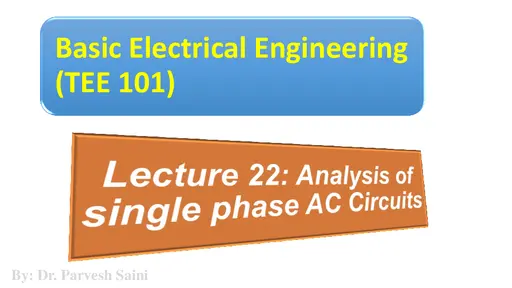 Basic Electrical Engineering
(TEE 101)
Lecture 22: Analysis of
single phase AC Circuits
By: Dr. Parvesh Saini